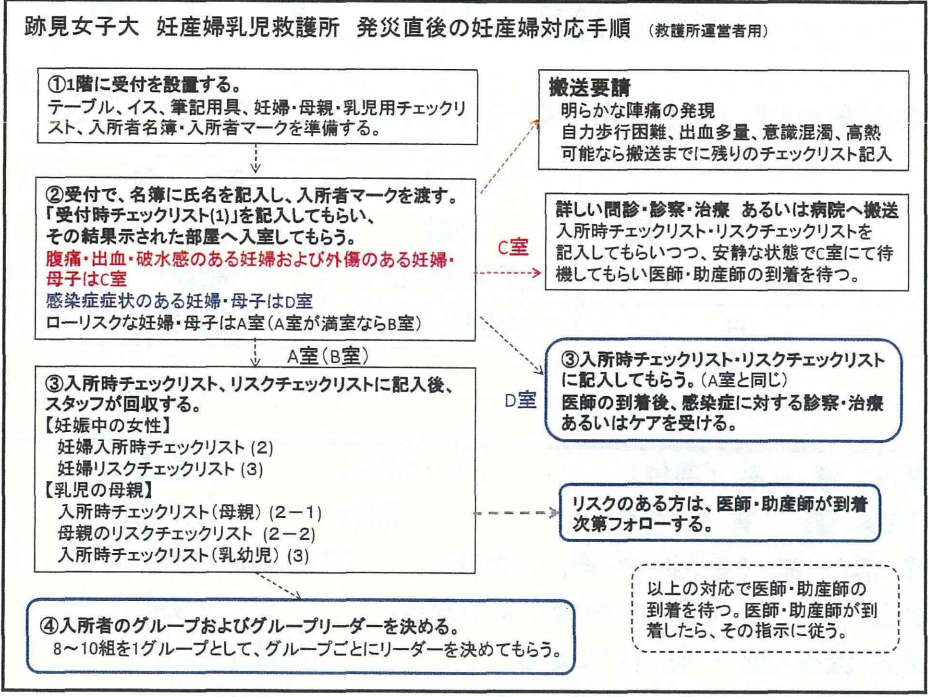 跡見女子大 妊産婦乳児救護所 発災直後の妊産婦対応手順 (救護所運営者用)
①1階に受付を設置する。
テーブル、イス、筆記用具、妊婦・母親・乳児用チェックリ
スト、入所者名簿・入所者マークを準備する。
搬送要請
明らかな陣痛の発現
自力歩行困難、出血多量、意識混濁、高熱
可能なら搬送までに残りのチェックリスト記入
②受付で、名簿に氏名を記入し、入所者マークを渡す。
「受付時チェックリスト(1)」を記入してもらい、
その結果示された部屋へ入室してもらう。
腹痛・出血・破水感のある妊婦および外傷のある妊婦・
母子はC室
感染症症状のある妊婦・母子はD室
ローリスクな妊婦・母子はA室(A室が満室ならB室)
C室
詳しい問診・診察・治療 あるいは病院へ搬送
入所時チェックリスト・リスクチェックリストを
記入してもらいつつ、安静な状態でC室にて待
機してもらい医師・助産師の到着を待つ。
A室(B室)
D室
③入所時チェックリスト・リスクチェックリスト
に記入してもらう。(A室と同じ)
医師の到着後、感染症に対する診察・治療
あるいはケアを受ける。
③入所時チェックリスト、リスクチェックリストに記入後、
スタッフが回収する。
【妊娠中の女性】
妊婦入所時チェックリスト (2)
妊婦リスクチェックリスト (3)
【乳児の母親】
入所時チェックリスト(母親) (2-1)
母親のリスクチェックリスト (2-2)
入所時チェックリスト(乳幼児) (3)
リスクのある方は、医師・助産師が到着
次第フォローする。
④入所者のグループおよびグループリーダーを決める。
8~10組を1グループとして、グループごとにリーダーを決めてもらう。
以上の対応で医師・助産師の
到着を待つ。医師・助産師が到
着したら、その指示に従う。